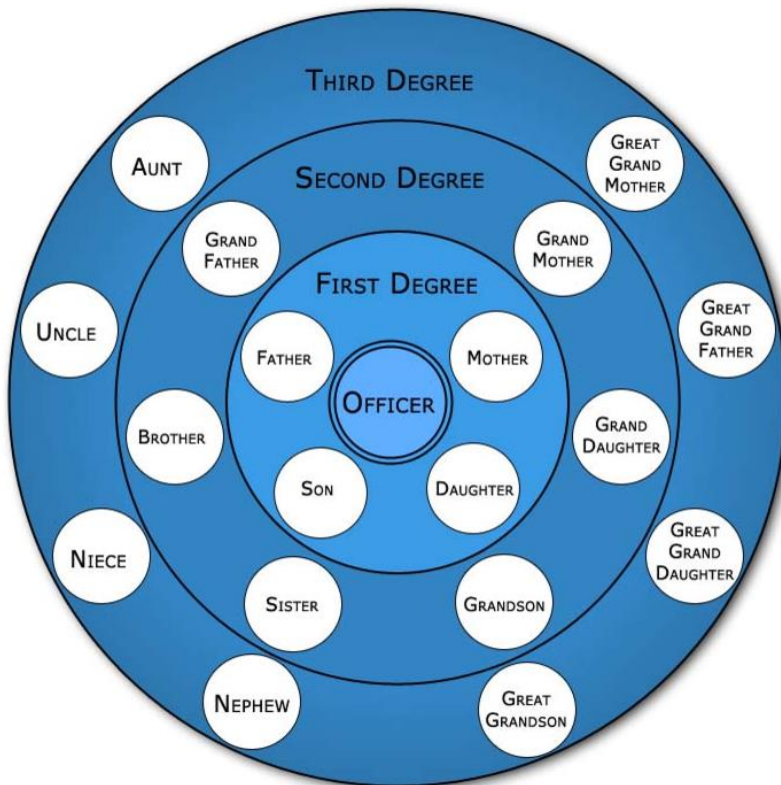 THIRD DEGREE
AUNT
GREAT
GRAND
MOTHER
SECOND DEGREE
GRAND
FATHER
GRAND
MOTHER
FIRST DEGREE
UNCLE
GREAT
GRAND
FATHER
FATHER
MOTHER
OFFICER
BROTHER
GRAND
DAUGHTER
SON
DAUGHTER
NIECE
GREAT
GRAND
DAUGHTER
SISTER
GRANDSON
NEPHEW
GREAT
GRANDSON